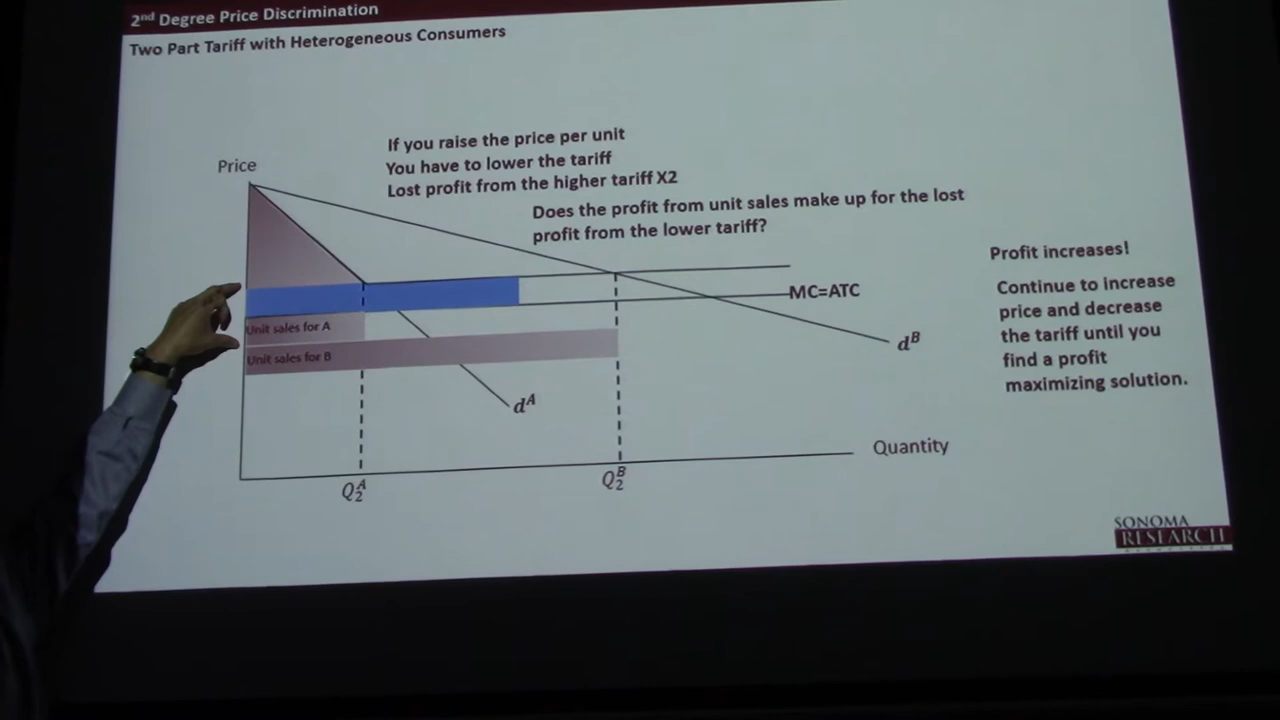 2nd Degree Price Discrimination
Two Part Tariff with Heterogeneous Consumers
If you raise the price per unit
You have to lower the tariff
Lost profit from the higher tariff X2
Price
Does the profit from unit sales make up for the lost
profit from the lower tariff?
Profit increases!
Continue to increase
price and decrease
the tariff until you
find a profit
maximizing solution.
MC=ATC
Unit sales for A
Unit sales for B
dB
dA
Quantity
Q2A
Q2B
SONOMA
RESEARCH